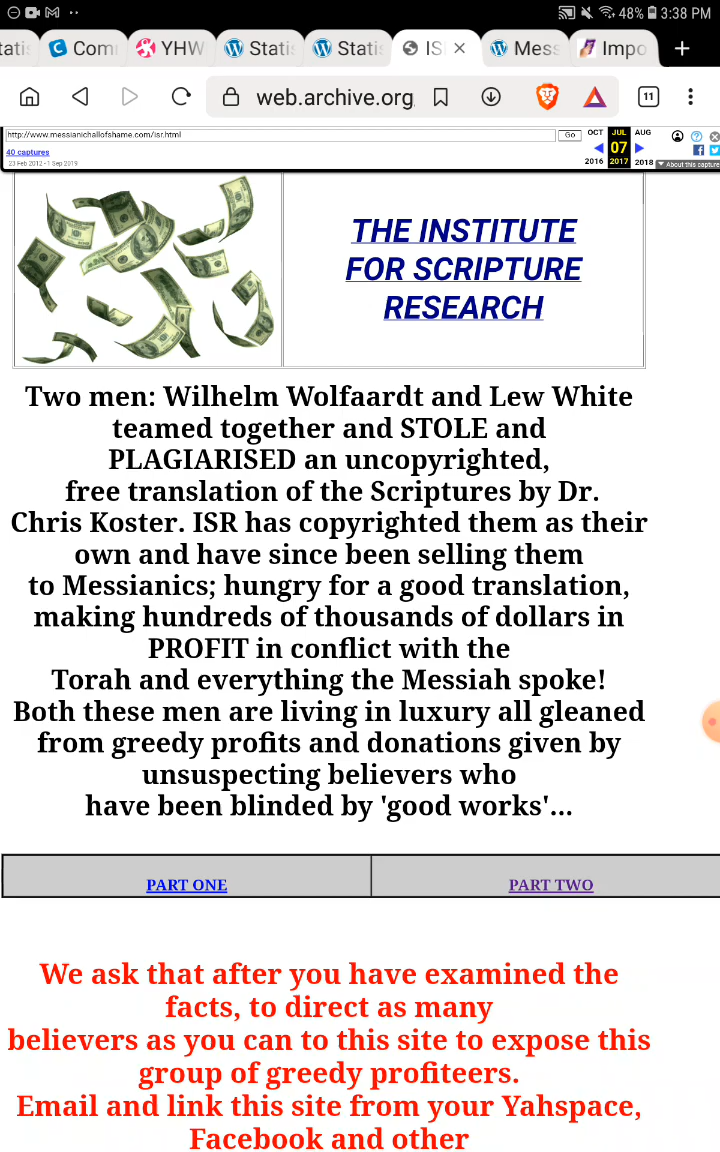 48% 3:38 PM
tatis Com YHW Statis Statis IS Mess Impo
web.archive.org 11
http://www.messianichallofshame.com/isr.html Go OCT JUL AUG
40 captures 07
23 Feb 2012 - 1 Sep 2019 2016 2017 2018 About this capture
THE INSTITUTE
FOR SCRIPTURE
RESEARCH
Two men: Wilhelm Wolfaardt and Lew White
teamed together and STOLE and
PLAGIARISED an uncopyrighted,
free translation of the Scriptures by Dr.
Chris Koster. ISR has copyrighted them as their
own and have since been selling them
to Messianics; hungry for a good translation,
making hundreds of thousands of dollars in
PROFIT in conflict with the
Torah and everything the Messiah spoke!
Both these men are living in luxury all gleaned
from greedy profits and donations given by
unsuspecting believers who
have been blinded by 'good works'...
PART ONE PART TWO
We ask that after you have examined the
facts, to direct as many
believers as you can to this site to expose this
group of greedy profiteers.
Email and link this site from your Yahspace,
Facebook and other